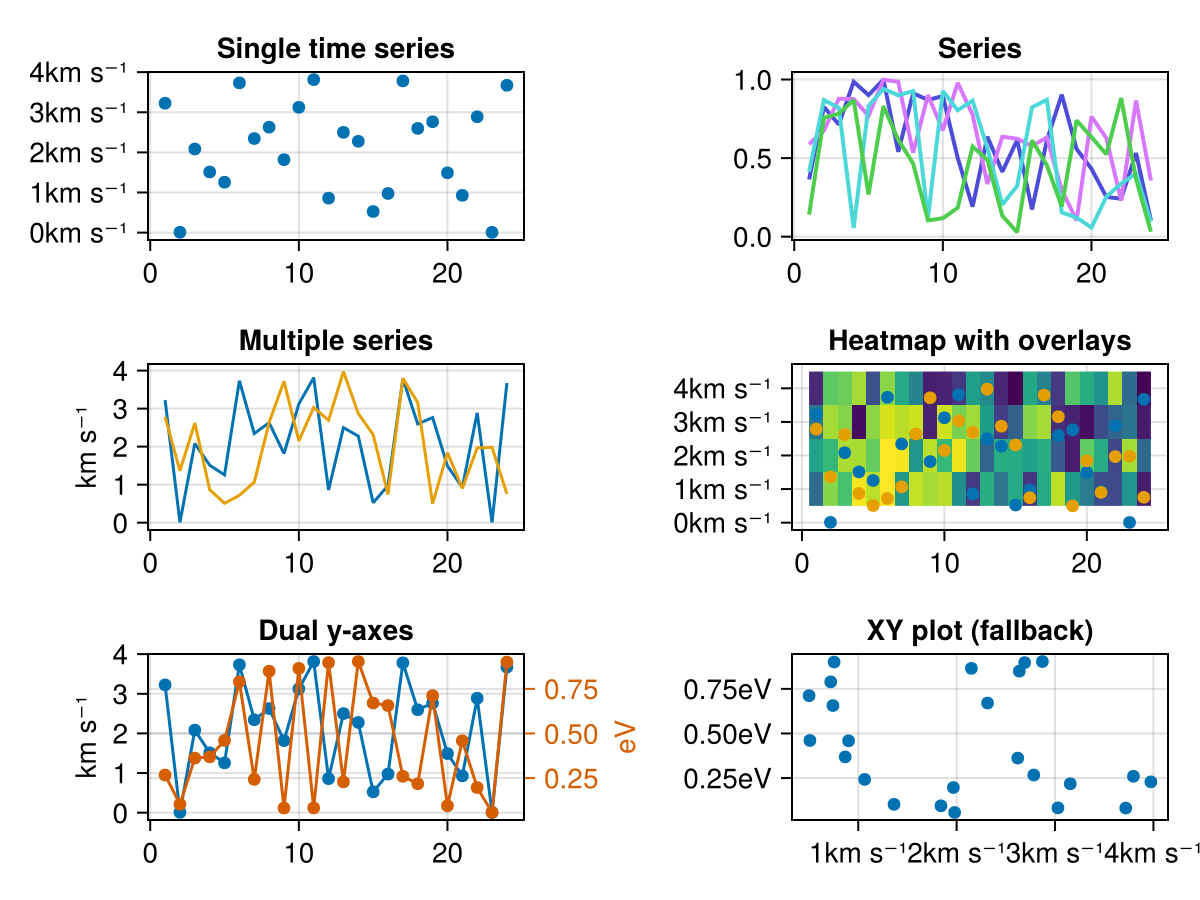 Single time series
4km s⁻¹
3km s⁻¹
2km s⁻¹
1km s⁻¹
0km s⁻¹
0 10 20
Series
1.0
0.5
0.0
0 10 20
Multiple series
km s⁻¹
4
3
2
1
0
0 10 20
Heatmap with overlays
4km s⁻¹
3km s⁻¹
2km s⁻¹
1km s⁻¹
0km s⁻¹
0 10 20
Dual y-axes
km s⁻¹
4
3
2
1
0
0.75
0.50
0.25
eV
0 10 20
XY plot (fallback)
0.75eV
0.50eV
0.25eV
1km s⁻¹2km s⁻¹3km s⁻¹4km s⁻¹